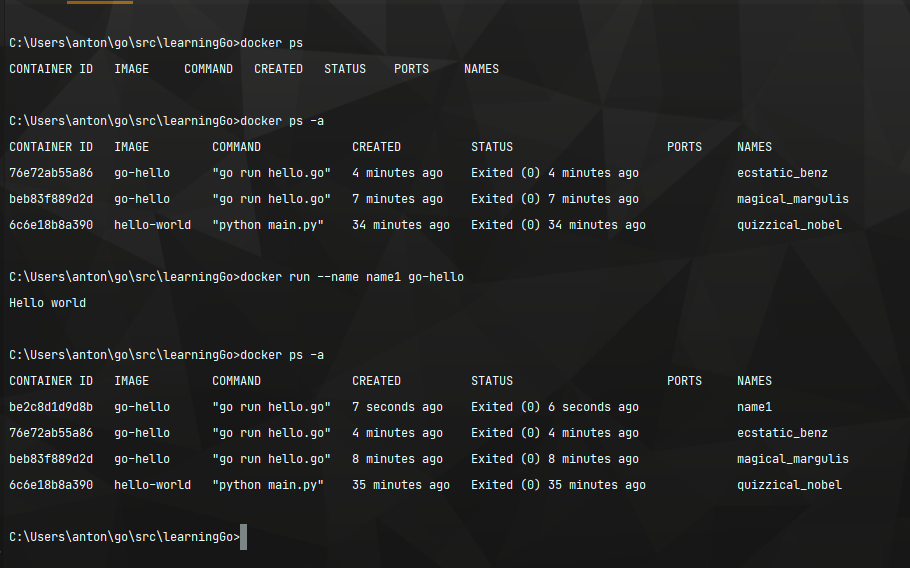 C:\Users\anton\go\src\learningGo>docker ps
CONTAINER ID   IMAGE     COMMAND   CREATED   STATUS    PORTS     NAMES
C:\Users\anton\go\src\learningGo>docker ps -a
CONTAINER ID   IMAGE         COMMAND             CREATED          STATUS                      PORTS     NAMES
76e72ab55a86   go-hello      "go run hello.go"   4 minutes ago    Exited (0) 4 minutes ago              ecstatic_benz
beb83f889d2d   go-hello      "go run hello.go"   7 minutes ago    Exited (0) 7 minutes ago              magical_margulis
6c6e18b8a390   hello-world   "python main.py"    34 minutes ago   Exited (0) 34 minutes ago             quizzical_nobel
C:\Users\anton\go\src\learningGo>docker run --name name1 go-hello
Hello world
C:\Users\anton\go\src\learningGo>docker ps -a
CONTAINER ID   IMAGE         COMMAND             CREATED          STATUS                      PORTS     NAMES
be2c8d1d9d8b   go-hello      "go run hello.go"   7 seconds ago    Exited (0) 6 seconds ago              name1
76e72ab55a86   go-hello      "go run hello.go"   4 minutes ago    Exited (0) 4 minutes ago              ecstatic_benz
beb83f889d2d   go-hello      "go run hello.go"   8 minutes ago    Exited (0) 8 minutes ago              magical_margulis
6c6e18b8a390   hello-world   "python main.py"    35 minutes ago   Exited (0) 35 minutes ago             quizzical_nobel
C:\Users\anton\go\src\learningGo>